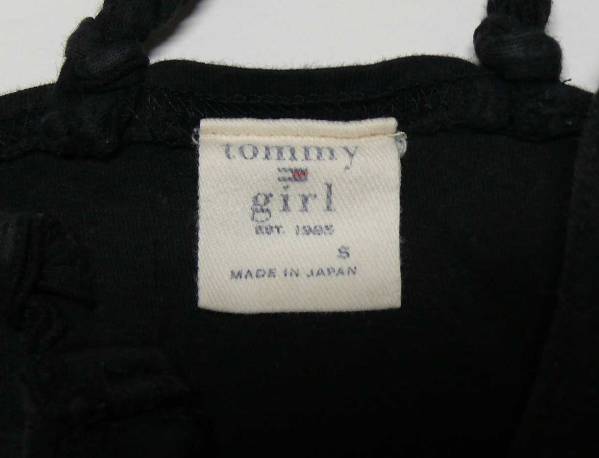 tommy
girl
EST. 1985
S
MADE IN JAPAN